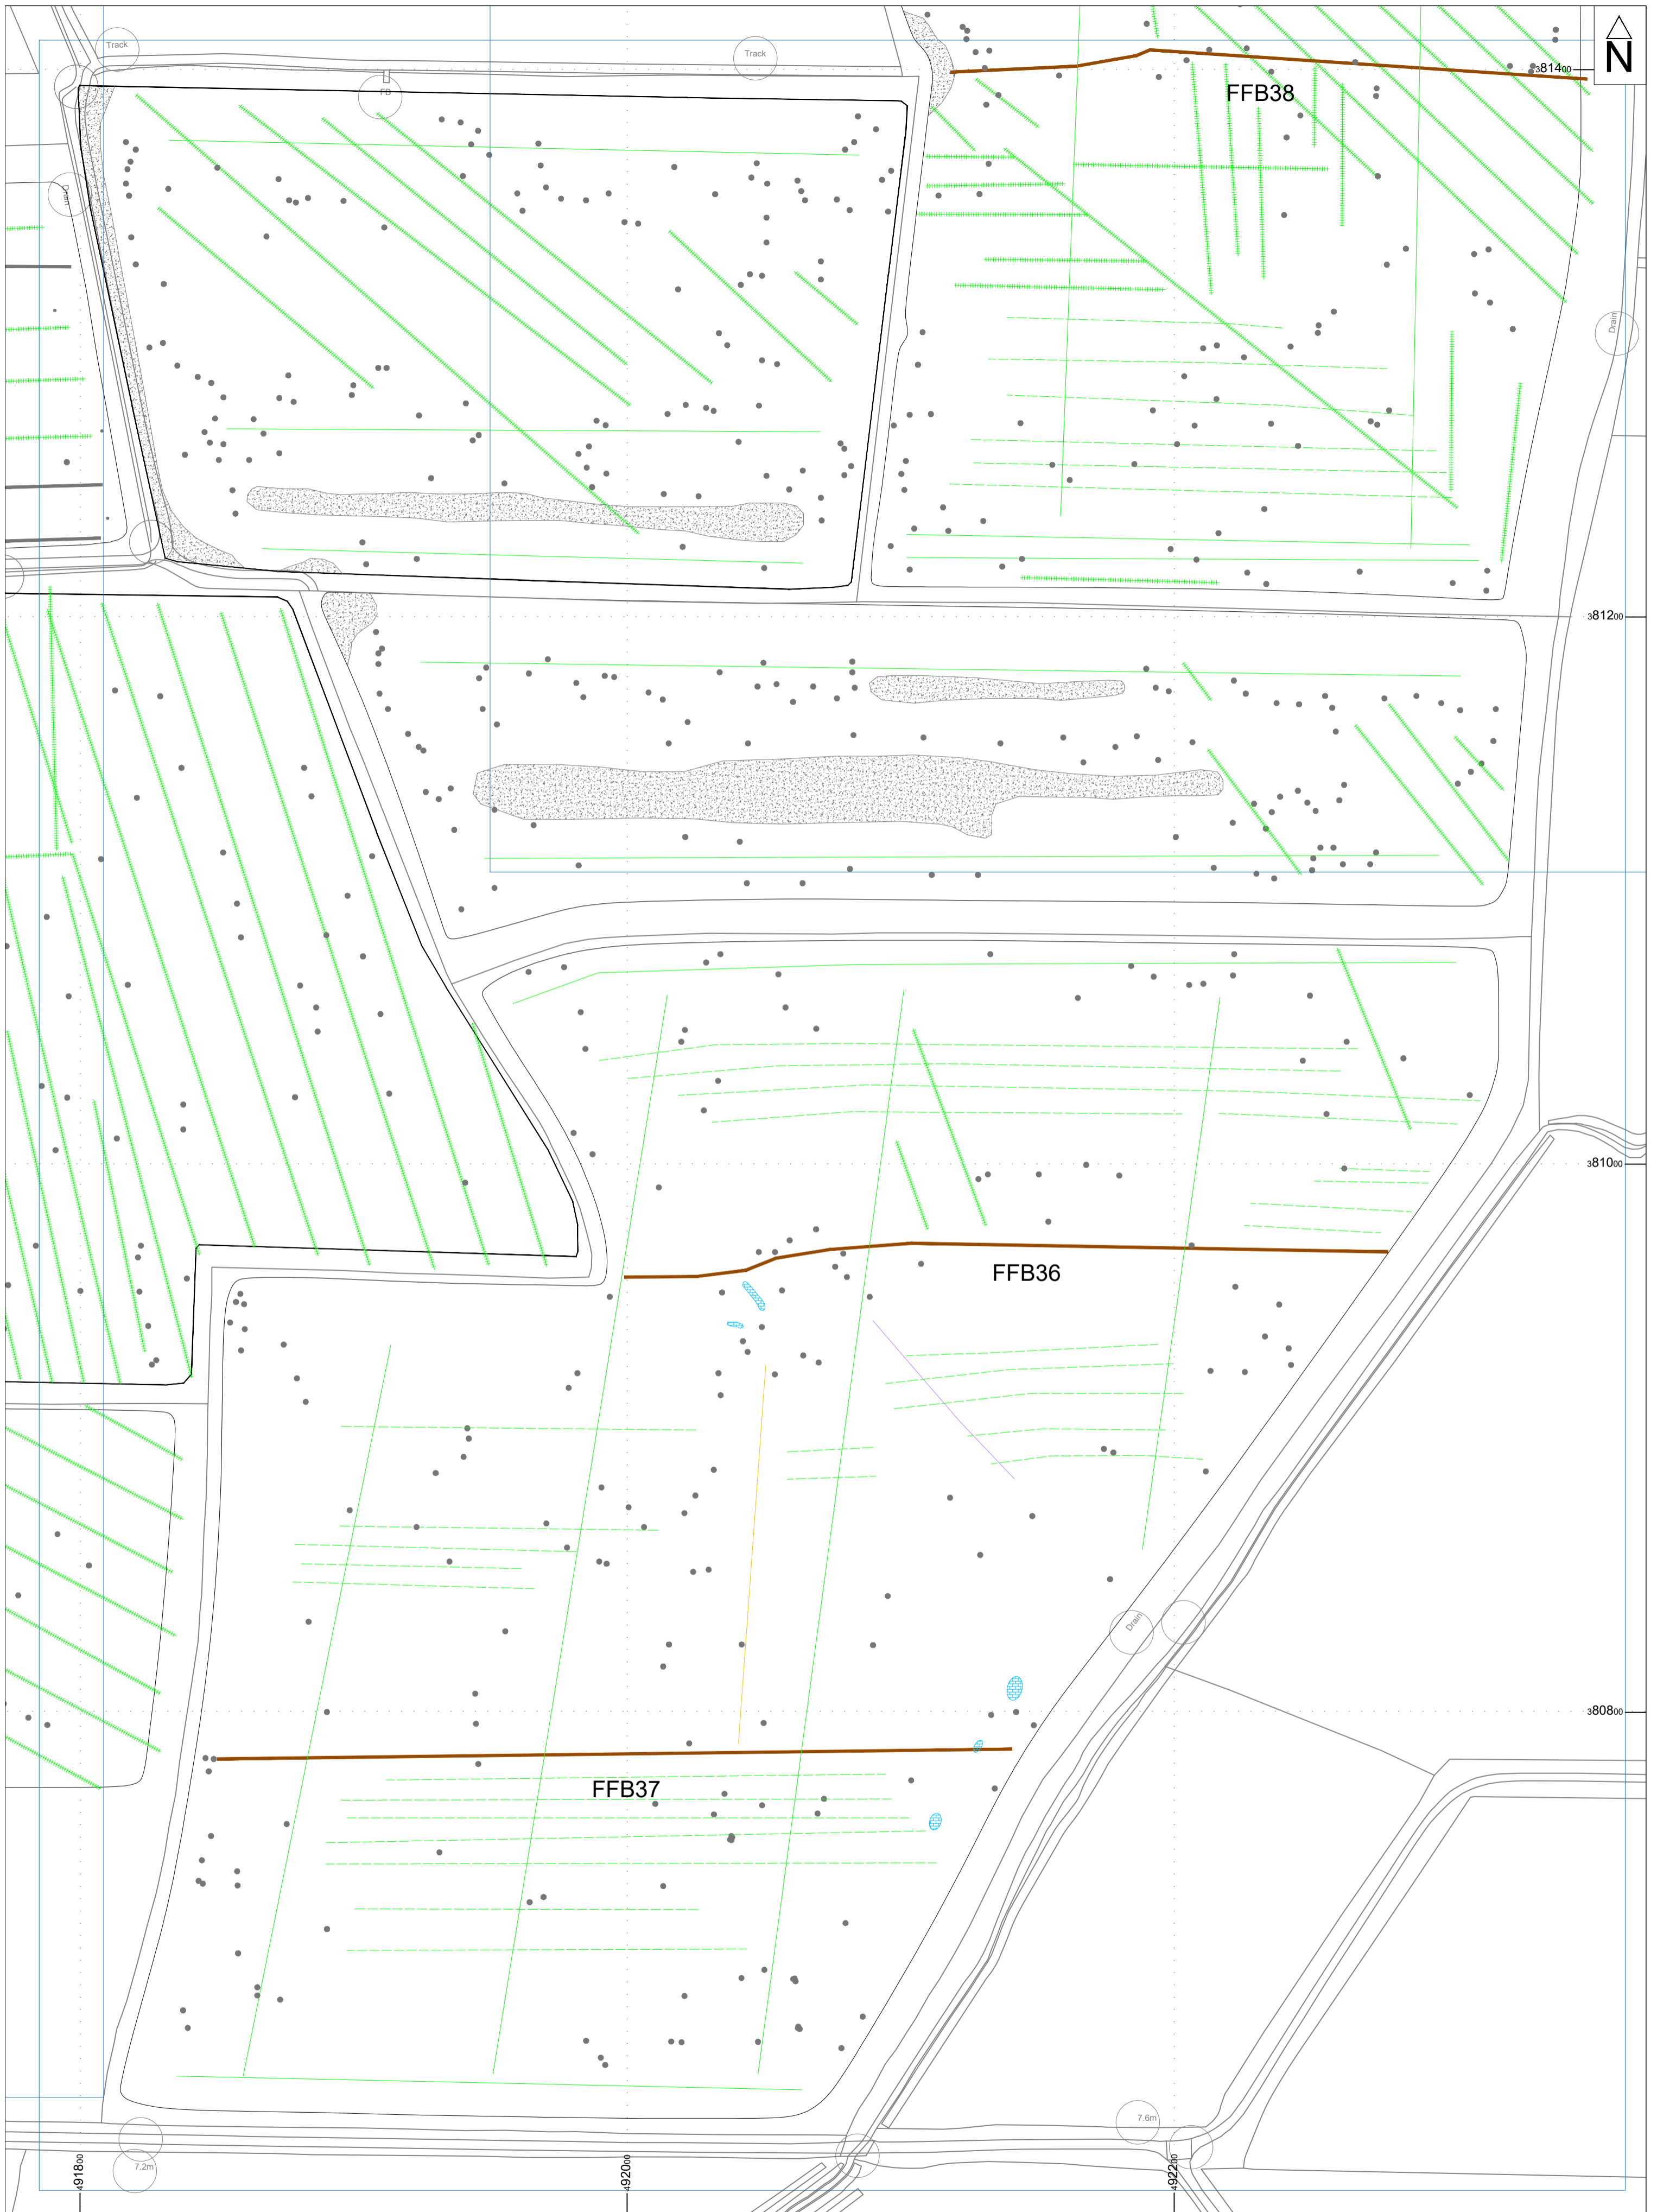 Track
Track
N
381400
FB
FFB38
Drain
Drain
381200
381000
FFB36
Drain
380800
FFB37
7.6m
7.2m
491800
492000
492200